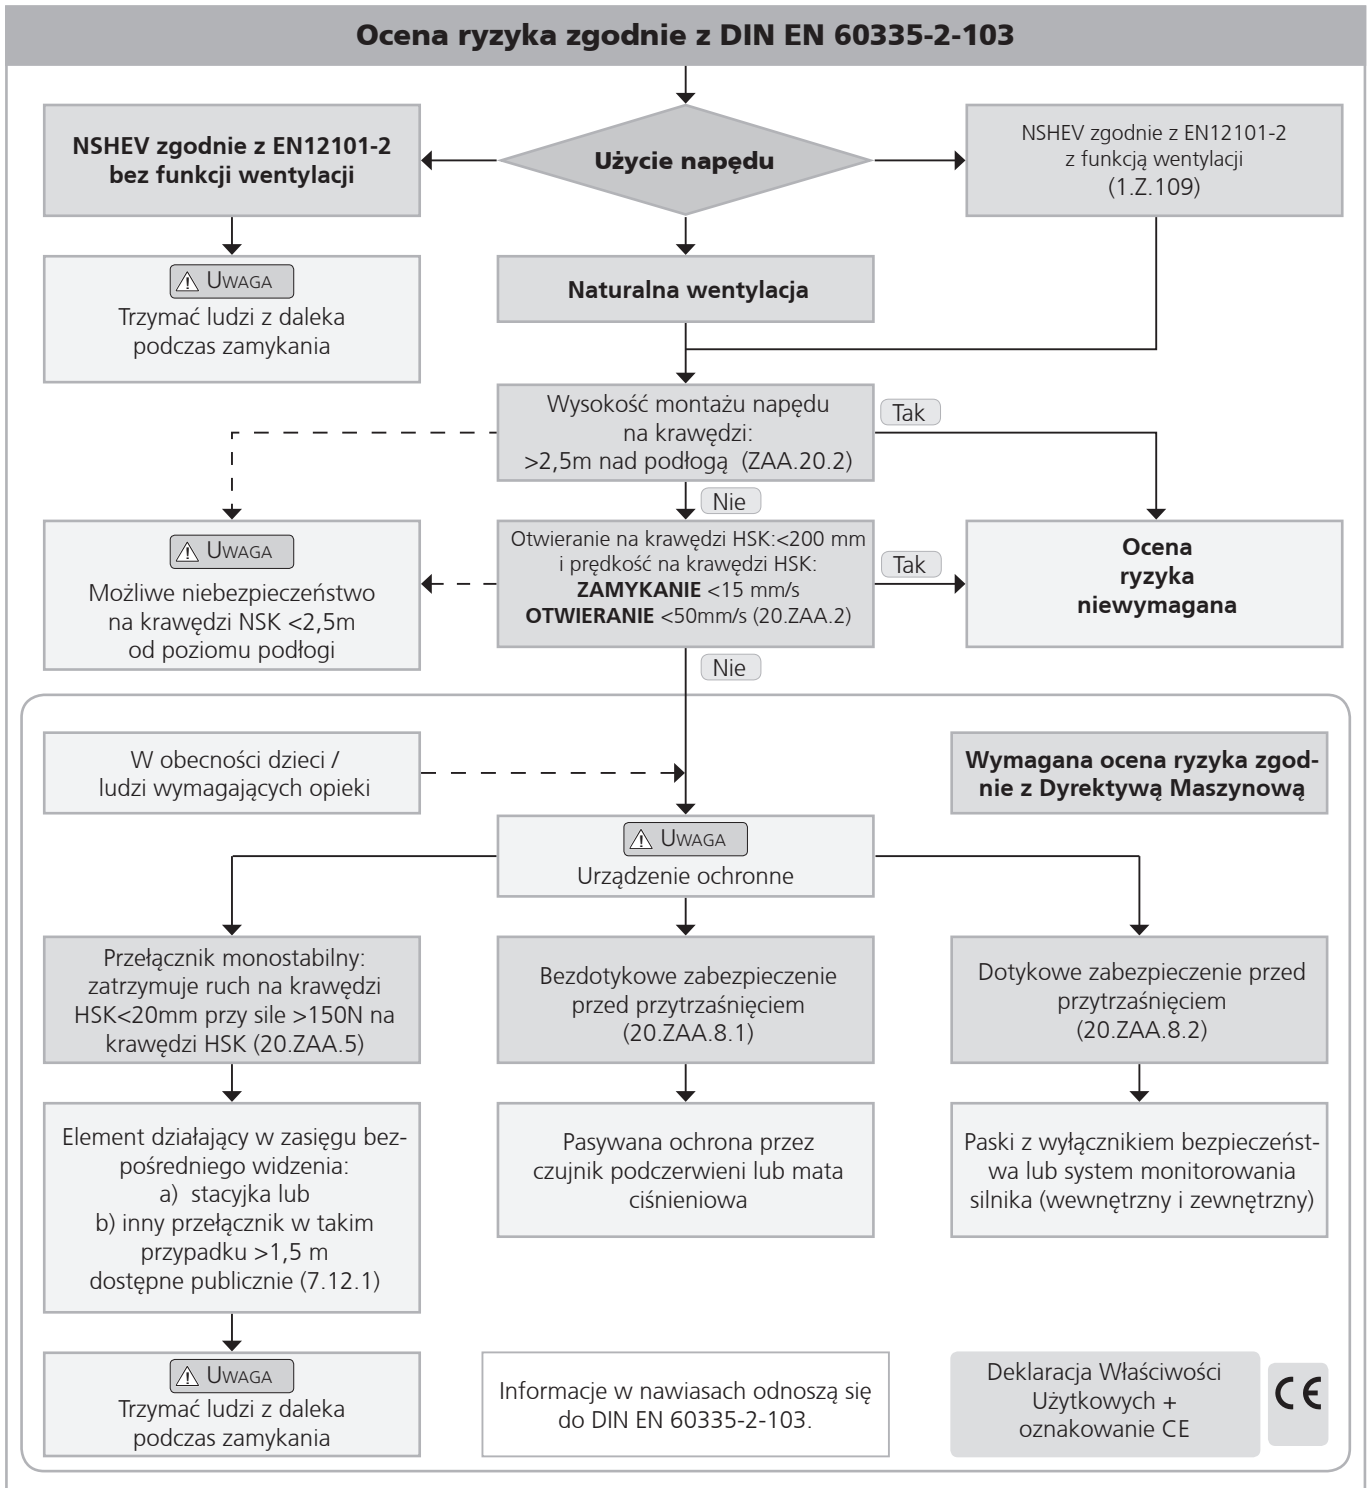 Ocena ryzyka zgodnie z DIN EN 60335-2-103
NSHEV zgodnie z EN12101-2
bez funkcji wentylacji
Użycie napędu
NSHEV zgodnie z EN12101-2
z funkcją wentylacji
(1.Z.109)
UWAGA
Trzymać ludzi z daleka
podczas zamykania
Naturalna wentylacja
Wysokość montażu napędu
na krawędzi:
>2,5m nad podłogą (ZAA.20.2)
Tak
Nie
UWAGA
Możliwe niebezpieczeństwo
na krawędzi NSK <2,5m
od poziomu podłogi
Otwieranie na krawędzi HSK:<200 mm
i prędkość na krawędzi HSK:
ZAMYKANIE <15 mm/s
OTWIERANIE <50mm/s (20.ZAA.2)
Tak
Ocena
ryzyka
niewymagana
Nie
W obecności dzieci /
ludzi wymagających opieki
Wymagana ocena ryzyka zgod-
nie z Dyrektywą Maszynową
UWAGA
Urządzenie ochronne
Przełącznik monostabilny:
zatrzymuje ruch na krawędzi
HSK<20mm przy sile >150N na
krawędzi HSK (20.ZAA.5)
Bezdotykowe zabezpieczenie
przed przytrzaśnięciem
(20.ZAA.8.1)
Dotykowe zabezpieczenie przed
przytrzaśnięciem
(20.ZAA.8.2)
Element działający w zasięgu bez-
pośredniego widzenia:
a) stacyjka lub
b) inny przełącznik w takim
przypadku >1,5 m
dostępne publicznie (7.12.1)
Pasywana ochrona przez
czujnik podczerwieni lub mata
ciśnieniowa
Paski z wyłącznikiem bezpieczeńst-
wa lub system monitorowania
silnika (wewnętrzny i zewnętrzny)
UWAGA
Trzymać ludzi z daleka
podczas zamykania
Informacje w nawiasach odnoszą się
do DIN EN 60335-2-103.
Deklaracja Właściwości
Użytkowych +
oznakowanie CE
CE